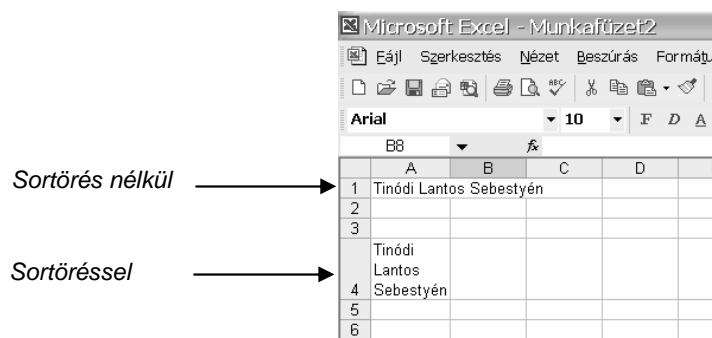 Microsoft Excel - Munkafüzet2
Fájl Szerkesztés Nézet Beszúrás Formátu
Arial 10 F D A
B8 fx
A B C D
Sortörés nélkül
1 Tinódi Lantos Sebestyén
2
3
Tinódi
Sortöréssel
Lantos
4 Sebestyén
5
6